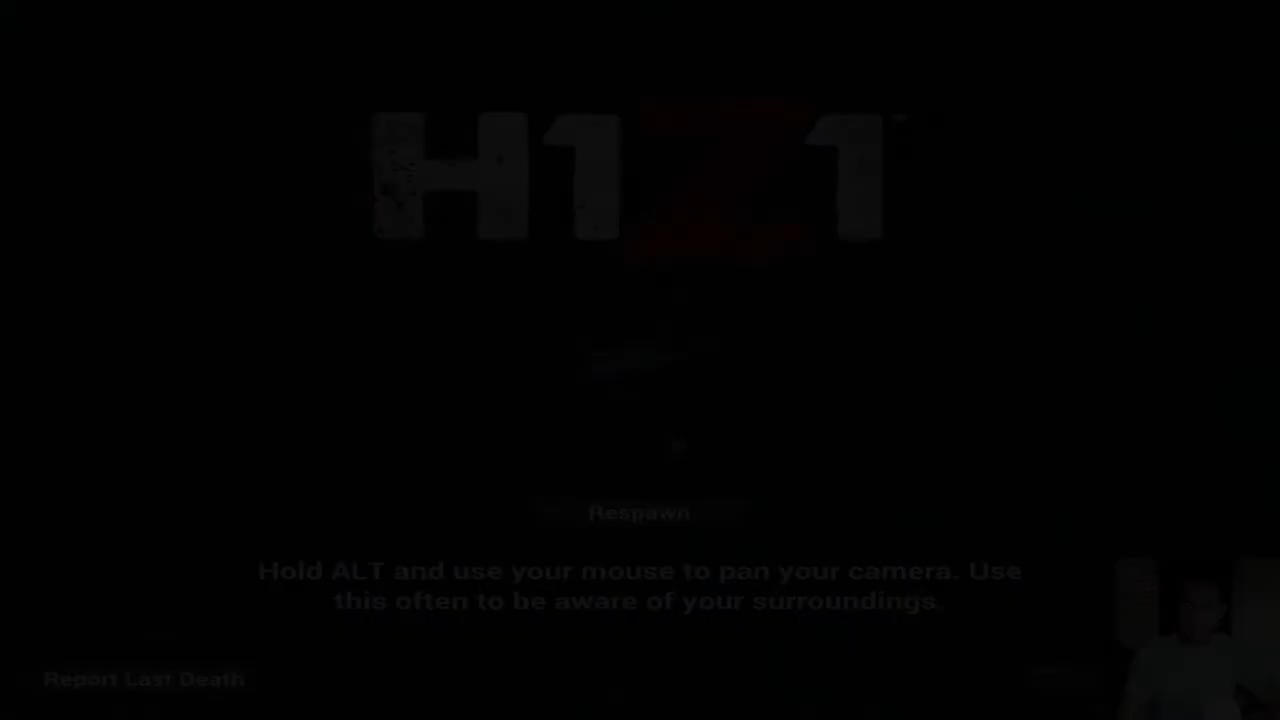 H1Z1
Respawn
Hold ALT and use your mouse to pan your camera. Use
this often to be aware of your surroundings.
Report Last Death